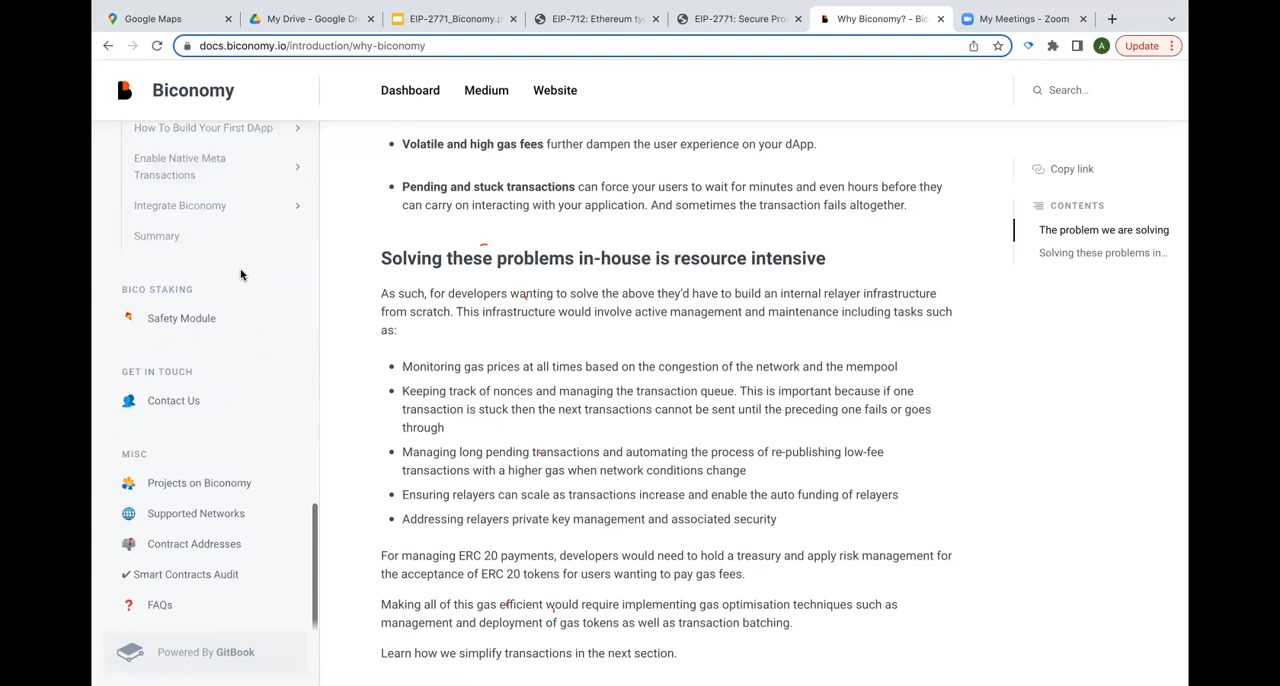 Google Maps
My Drive - Google Dr
EIP-2771_Biconomy.p
EIP-712: Ethereum ty
EIP-2771: Secure Pro
Why Biconomy? - Bic
My Meetings - Zoom
docs.biconomy.io/introduction/why-biconomy
A
Update
Biconomy
Dashboard
Medium
Website
Search...
How To Build Your First DApp
Enable Native Meta
Transactions
Integrate Biconomy
Summary
BICO STAKING
Safety Module
GET IN TOUCH
Contact Us
MISC
Projects on Biconomy
Supported Networks
Contract Addresses
✔ Smart Contracts Audit
FAQs
Powered By GitBook
• Volatile and high gas fees further dampen the user experience on your dApp.
• Pending and stuck transactions can force your users to wait for minutes and even hours before they
can carry on interacting with your application. And sometimes the transaction fails altogether.
Solving these problems in-house is resource intensive
As such, for developers wanting to solve the above they'd have to build an internal relayer infrastructure
from scratch. This infrastructure would involve active management and maintenance including tasks such
as:
• Monitoring gas prices at all times based on the congestion of the network and the mempool
• Keeping track of nonces and managing the transaction queue. This is important because if one
transaction is stuck then the next transactions cannot be sent until the preceding one fails or goes
through
• Managing long pending transactions and automating the process of re-publishing low-fee
transactions with a higher gas when network conditions change
• Ensuring relayers can scale as transactions increase and enable the auto funding of relayers
• Addressing relayers private key management and associated security
For managing ERC 20 payments, developers would need to hold a treasury and apply risk management for
the acceptance of ERC 20 tokens for users wanting to pay gas fees.
Making all of this gas efficient would require implementing gas optimisation techniques such as
management and deployment of gas tokens as well as transaction batching.
Learn how we simplify transactions in the next section.
Copy link
CONTENTS
The problem we are solving
Solving these problems in...